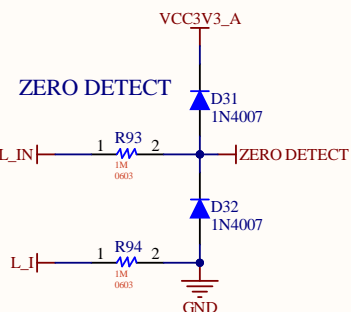 VCC3V3_A
ZERO DETECT
D31
1N4007
R93
1 2
L_IN
1M
0603
ZERO DETECT
D32
1N4007
R94
1 2
L_I
1M
0603
GND